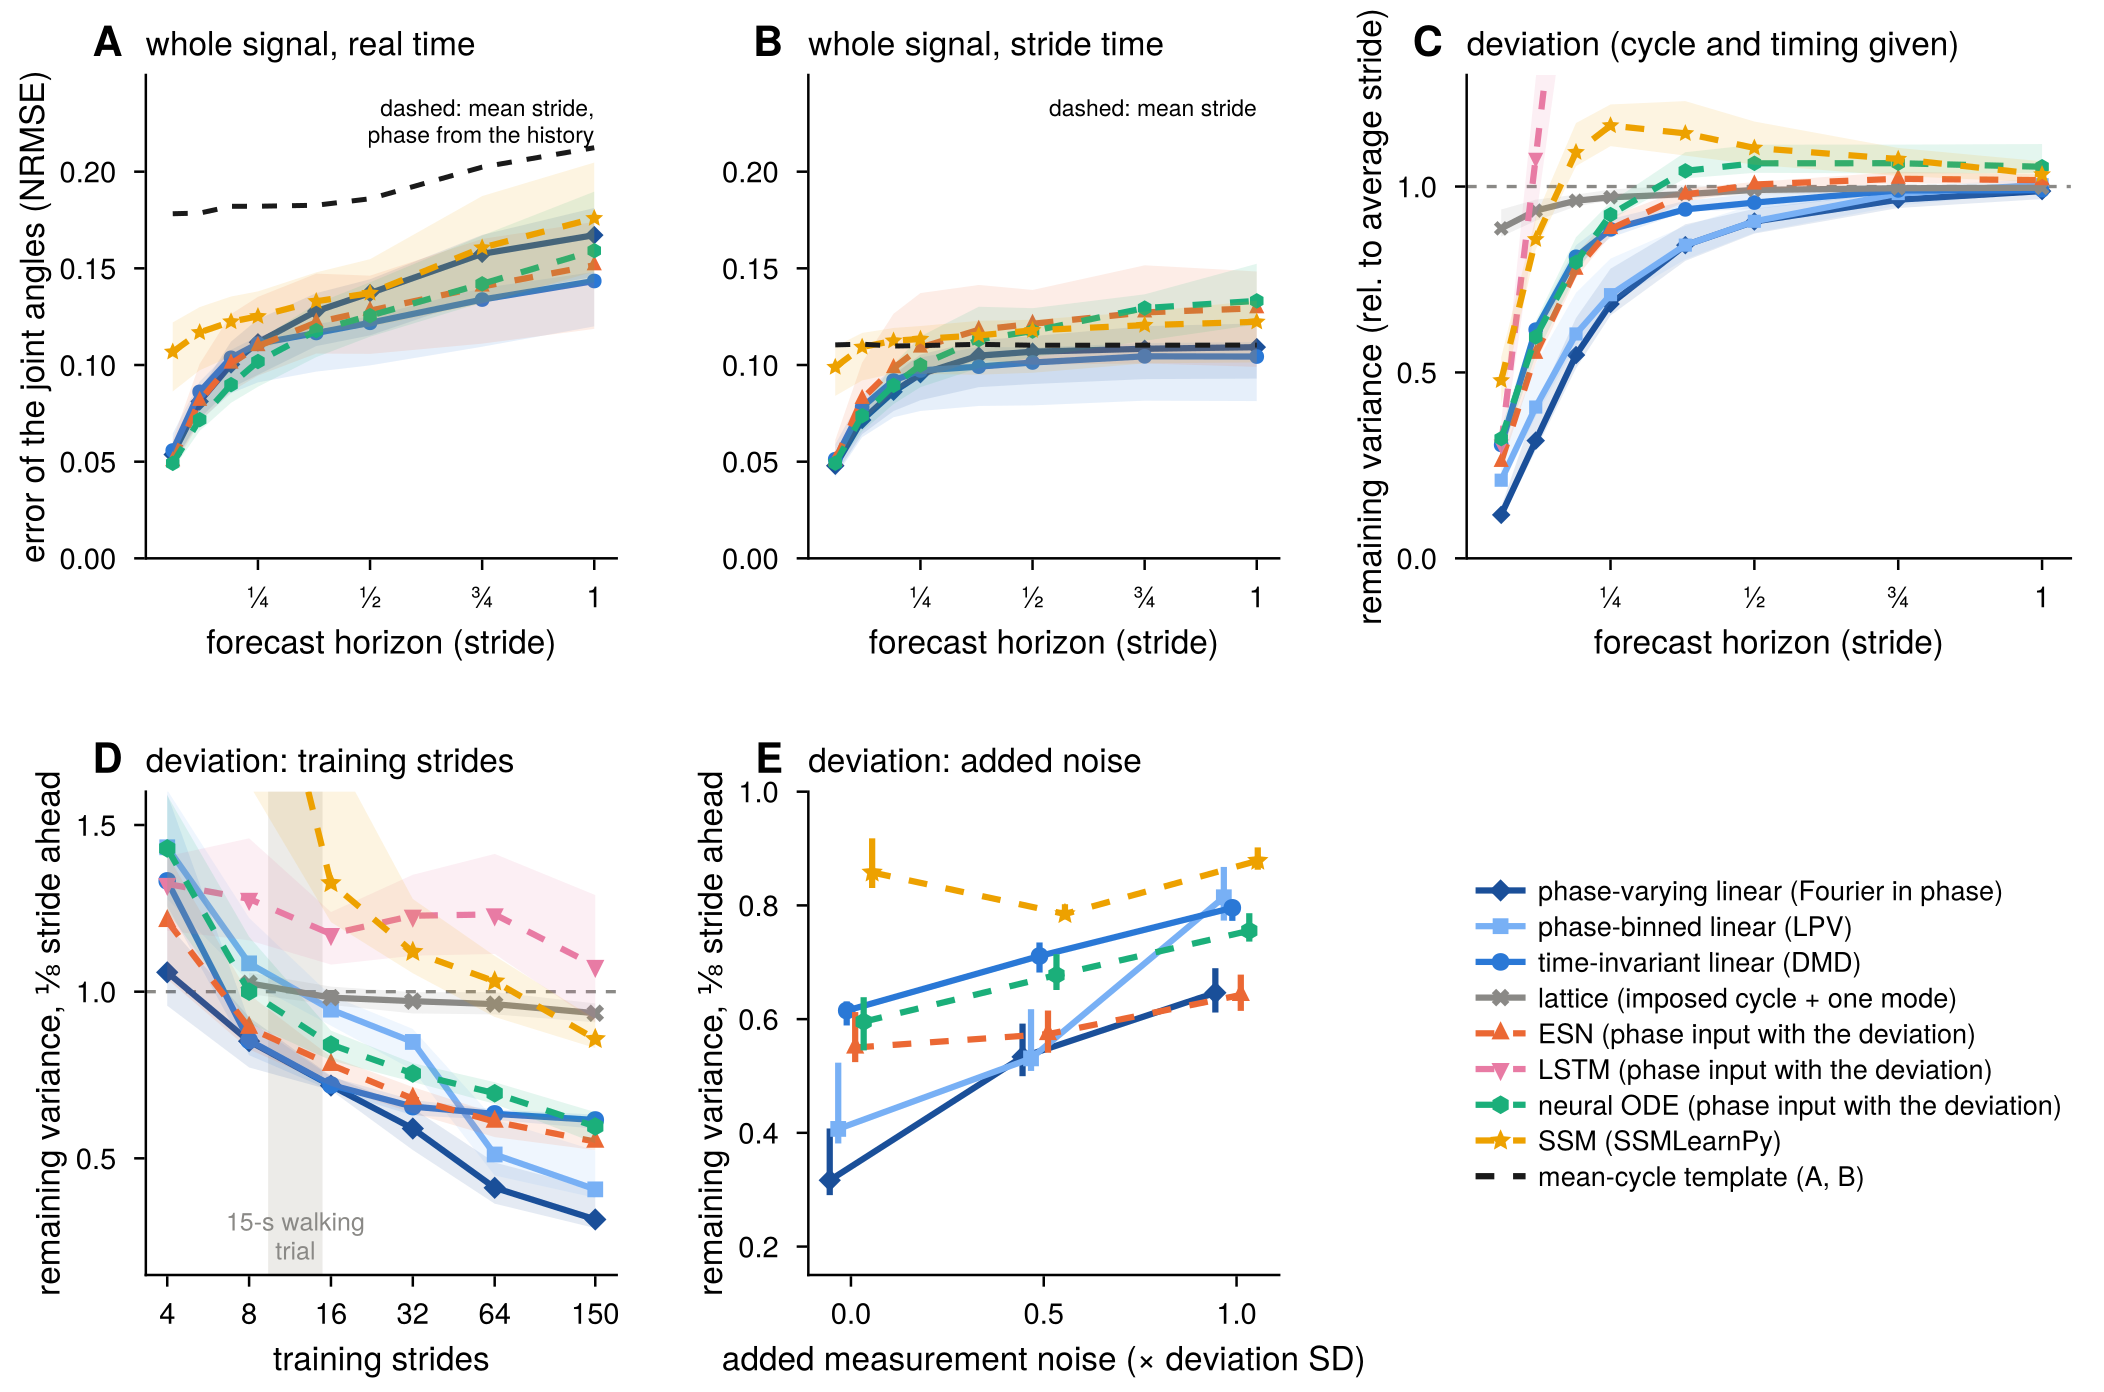 A whole signal, real time
error of the joint angles (NRMSE)
dashed: mean stride,
phase from the history
0.20
0.15
0.10
0.05
0.00
¼ ½ ¾ 1
forecast horizon (stride)
B whole signal, stride time
dashed: mean stride
0.20
0.15
0.10
0.05
0.00
¼ ½ ¾ 1
forecast horizon (stride)
C deviation (cycle and timing given)
remaining variance (rel. to average stride)
1.0
0.5
0.0
¼ ½ ¾ 1
forecast horizon (stride)
D deviation: training strides
remaining variance, ⅛ stride ahead
1.5
1.0
0.5
15-s walking
trial
4 8 16 32 64 150
training strides
E deviation: added noise
remaining variance, ⅛ stride ahead
1.0
0.8
0.6
0.4
0.2
0.0 0.5 1.0
added measurement noise (× deviation SD)
phase-varying linear (Fourier in phase)
phase-binned linear (LPV)
time-invariant linear (DMD)
lattice (imposed cycle + one mode)
ESN (phase input with the deviation)
LSTM (phase input with the deviation)
neural ODE (phase input with the deviation)
SSM (SSMLearnPy)
mean-cycle template (A, B)